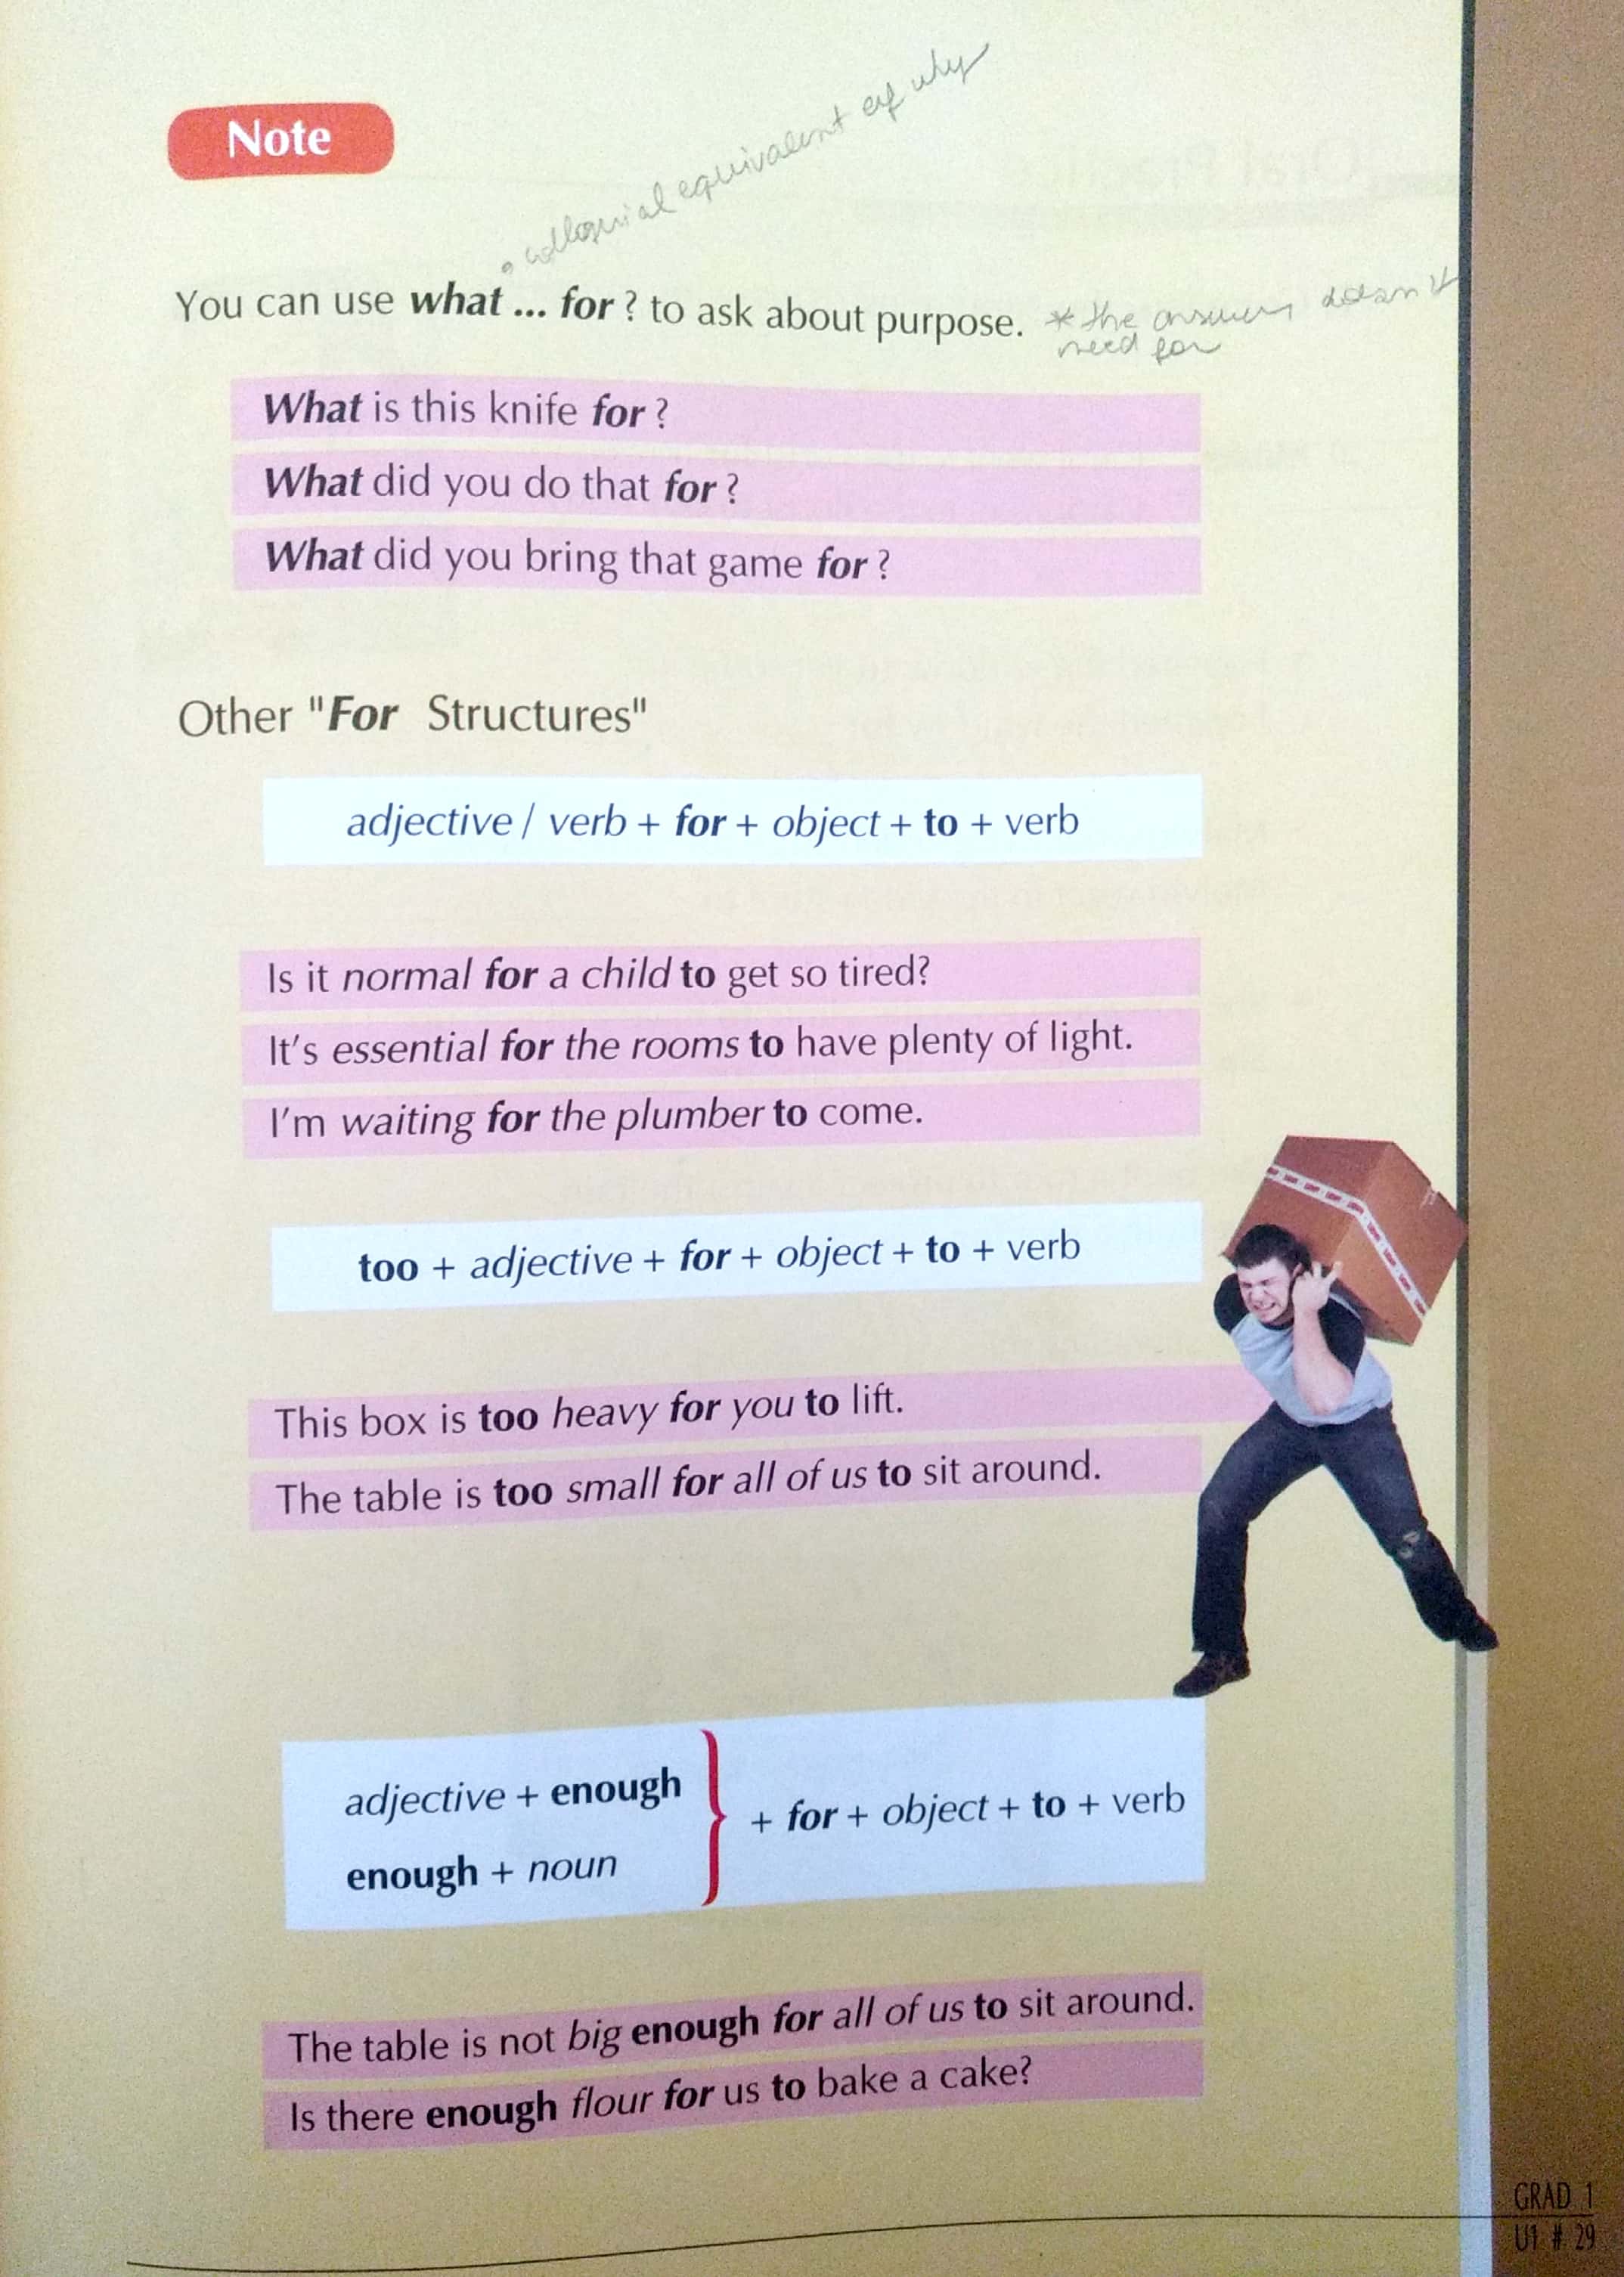 colloquial equivalent of why
Note
You can use what ... for ? to ask about purpose.
* the answer doesn't
need for
What is this knife for ?
What did you do that for ?
What did you bring that game for ?
Other "For Structures"
adjective / verb + for + object + to + verb
Is it normal for a child to get so tired?
It's essential for the rooms to have plenty of light.
I'm waiting for the plumber to come.
too + adjective + for + object + to + verb
This box is too heavy for you to lift.
The table is too small for all of us to sit around.
adjective + enough
enough + noun
+ for + object + to + verb
The table is not big enough for all of us to sit around.
Is there enough flour for us to bake a cake?
GRAD 1
U1 # 29